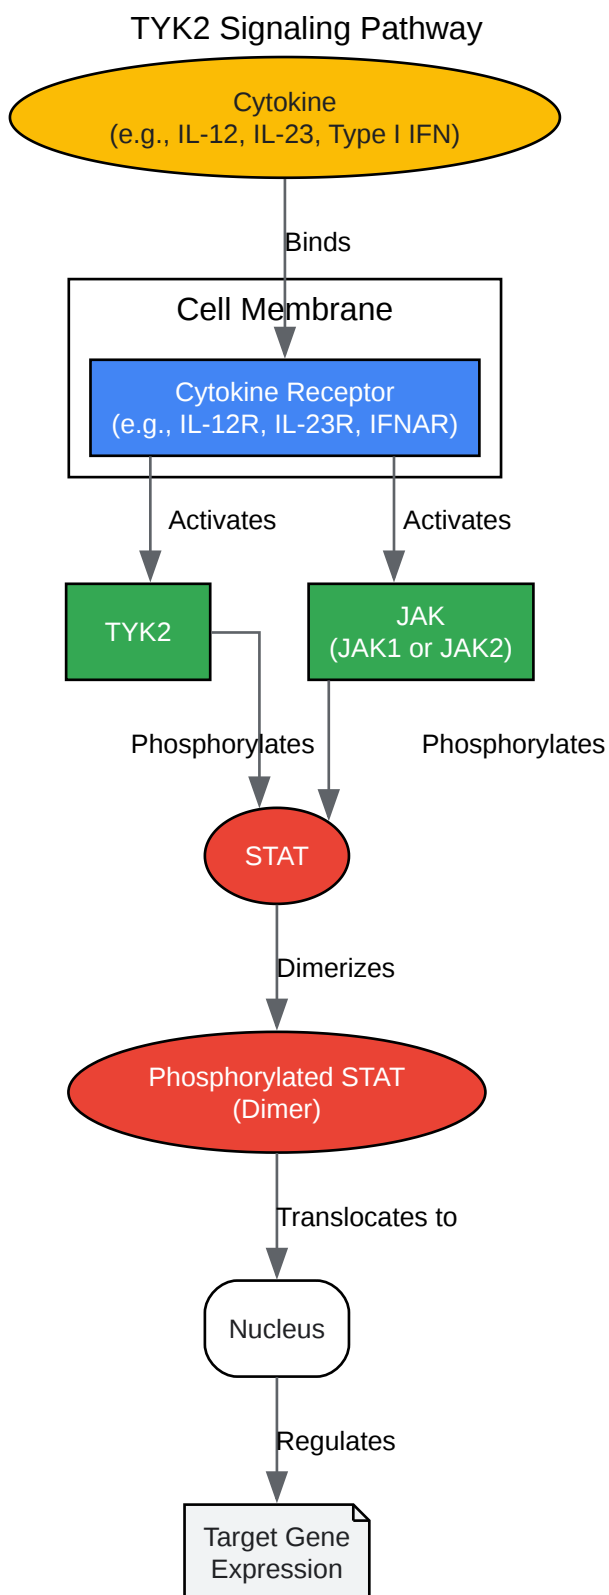 TYK2 Signaling Pathway
Cytokine
(e.g., IL-12, IL-23, Type I IFN)
Binds
Cell Membrane
Cytokine Receptor
(e.g., IL-12R, IL-23R, IFNAR)
Activates
Activates
TYK2
JAK
(JAK1 or JAK2)
Phosphorylates
Phosphorylates
STAT
Dimerizes
Phosphorylated STAT
(Dimer)
Translocates to
Nucleus
Regulates
Target Gene
Expression